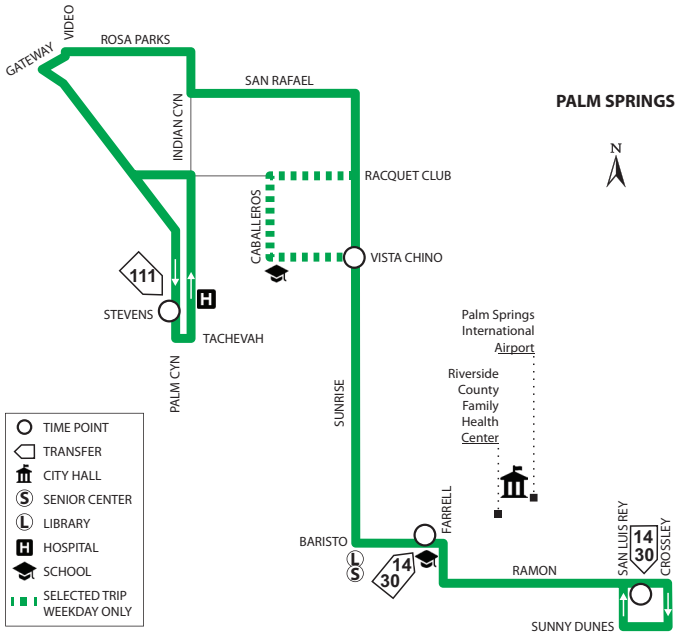 VIDEO
GATEWAY
ROSA PARKS
SAN RAFAEL
PALM SPRINGS
N
INDIAN CYN
RACQUET CLUB
CABALLEROS
VISTA CHINO
111
H
STEVENS
TACHEVAH
PALM CYN
SUNRISE
Palm Springs
International
Airport
Riverside
County
Family
Health
Center
TIME POINT
TRANSFER
CITY HALL
S SENIOR CENTER
L LIBRARY
H HOSPITAL
SCHOOL
SELECTED TRIP
WEEKDAY ONLY
BARISTO
L
S
14
30
FARRELL
RAMON
SAN LUIS REY
14
30
CROSSLEY
SUNNY DUNES